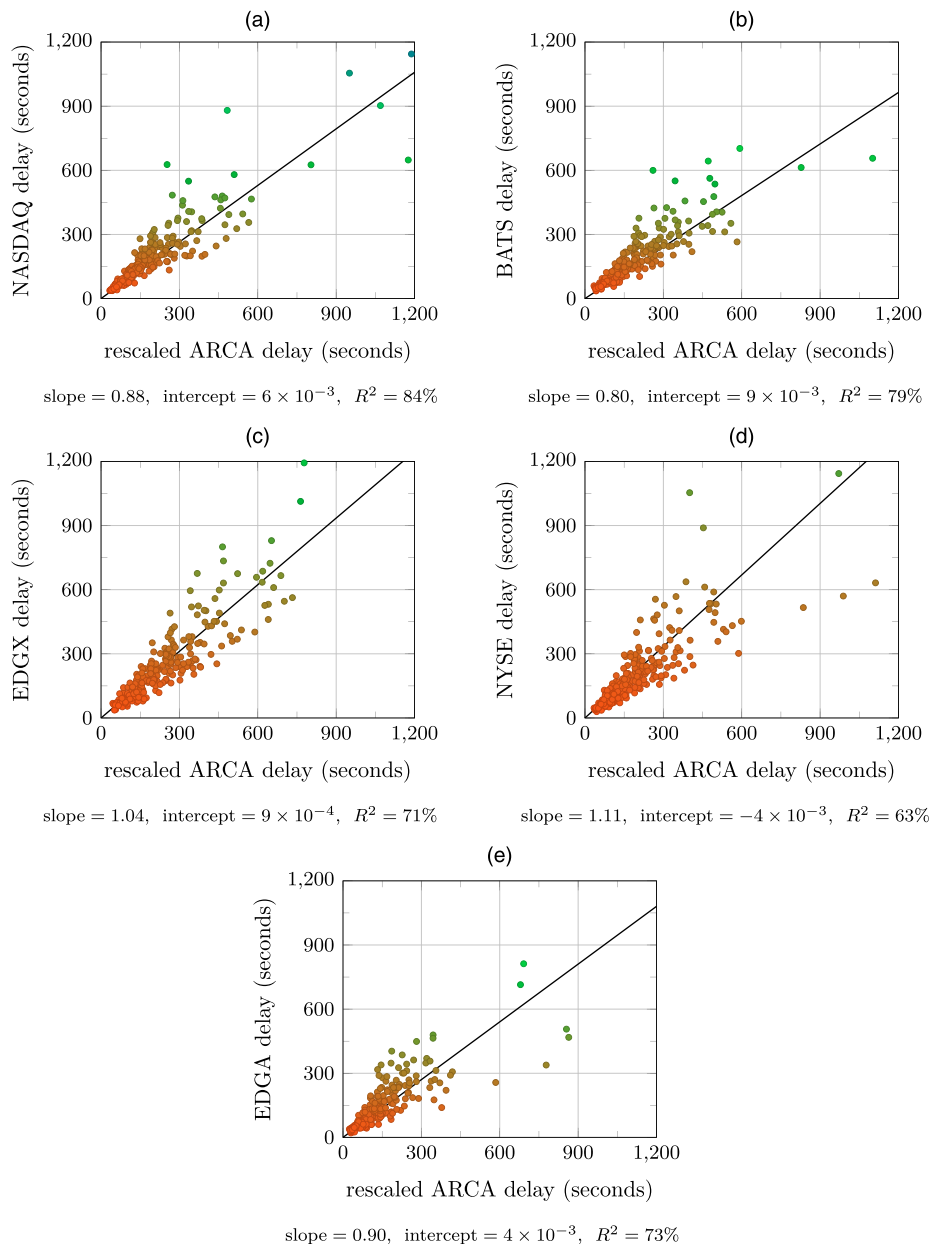 (a)
NASDAQ delay (seconds)
1,200
900
600
300
0
0 300 600 900 1,200
rescaled ARCA delay (seconds)
slope = 0.88, intercept = 6 × 10⁻³, R² = 84%
(b)
BATS delay (seconds)
1,200
900
600
300
0
0 300 600 900 1,200
rescaled ARCA delay (seconds)
slope = 0.80, intercept = 9 × 10⁻³, R² = 79%
(c)
EDGX delay (seconds)
1,200
900
600
300
0
0 300 600 900 1,200
rescaled ARCA delay (seconds)
slope = 1.04, intercept = 9 × 10⁻⁴, R² = 71%
(d)
NYSE delay (seconds)
1,200
900
600
300
0
0 300 600 900 1,200
rescaled ARCA delay (seconds)
slope = 1.11, intercept = −4 × 10⁻³, R² = 63%
(e)
EDGA delay (seconds)
1,200
900
600
300
0
0 300 600 900 1,200
rescaled ARCA delay (seconds)
slope = 0.90, intercept = 4 × 10⁻³, R² = 73%